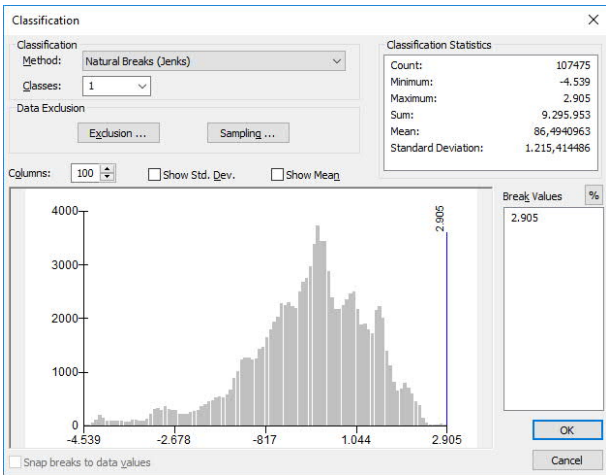 Classification
Classification
Method: Natural Breaks (Jenks)
Classes: 1
Data Exclusion
Exclusion ... Sampling ...
Classification Statistics
Count: 107475
Minimum: -4.539
Maximum: 2.905
Sum: 9.295.953
Mean: 86,4940963
Standard Deviation: 1.215,414486
Columns: 100 Show Std. Dev. Show Mean
Break Values %
2.905
2.905
4000
3000
2000
1000
0
-4.539 -2.678 -817 1.044 2.905
OK
Snap breaks to data values
Cancel